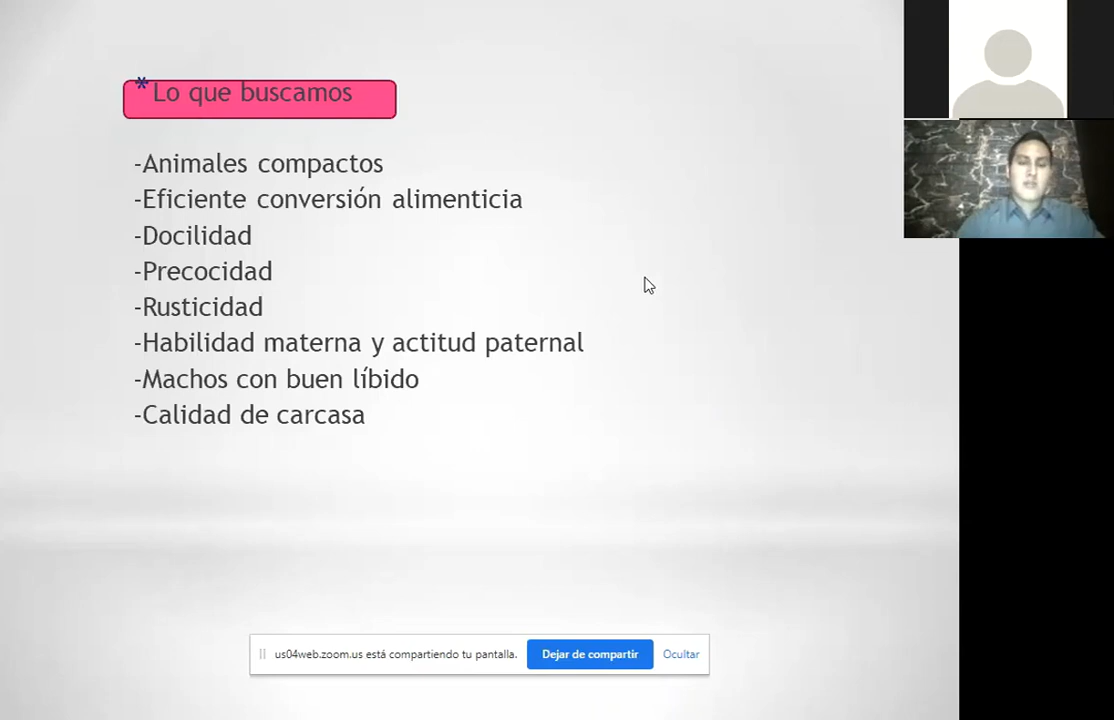 *Lo que buscamos
-Animales compactos
-Eficiente conversión alimenticia
-Docilidad
-Precocidad
-Rusticidad
-Habilidad materna y actitud paternal
-Machos con buen líbido
-Calidad de carcasa
us04web.zoom.us está compartiendo tu pantalla. Dejar de compartir Ocultar